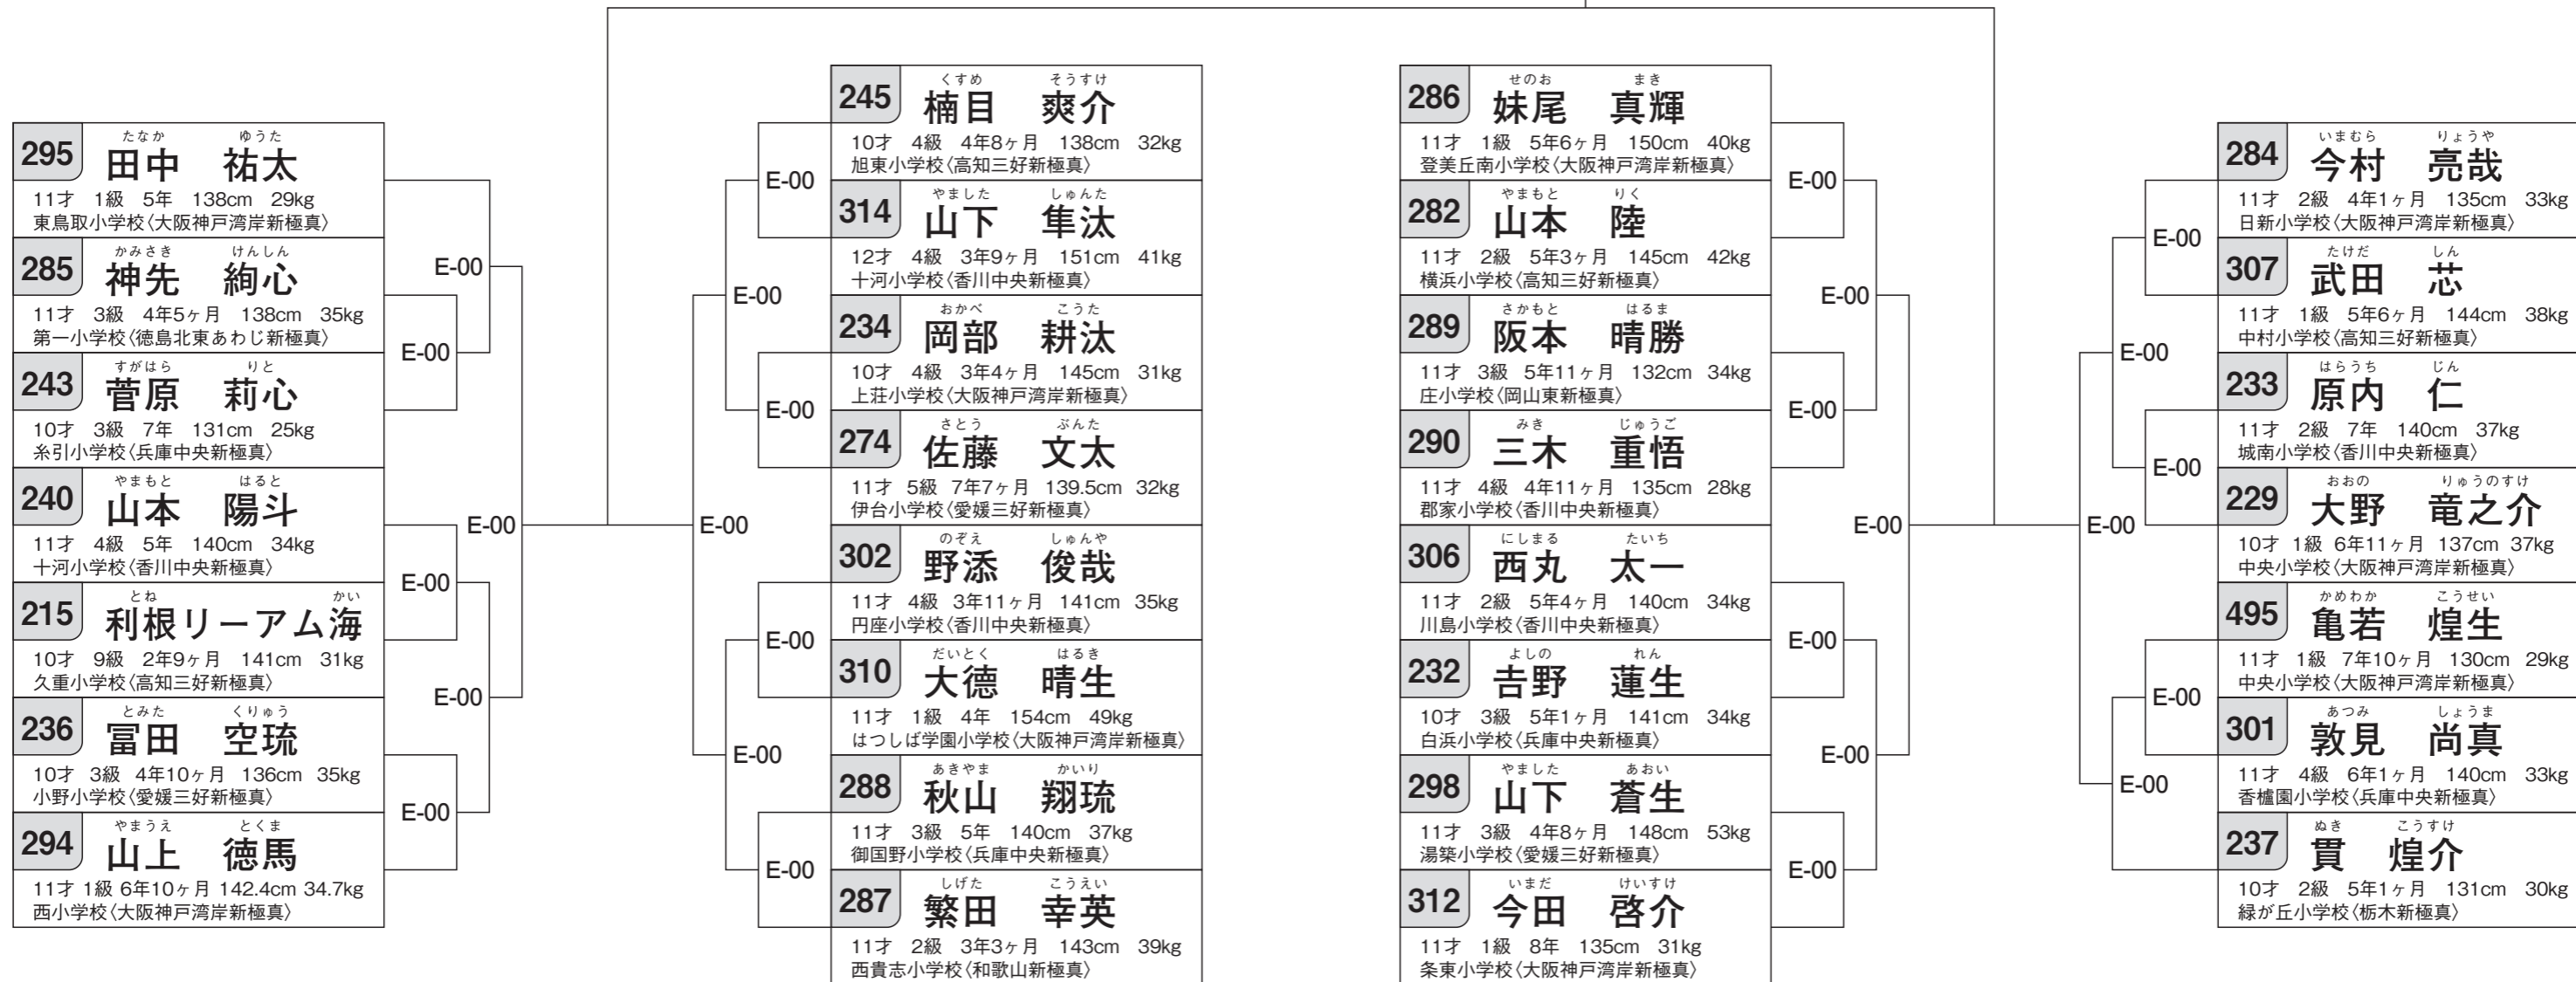 295
たなか ゆうた
田中 祐太
11才 1級 5年 138cm 29kg
東鳥取小学校〈大阪神戸湾岸新極真〉
285
かみさき けんしん
神先 絢心
11才 3級 4年5ヶ月 138cm 35kg
第一小学校〈徳島北東あわじ新極真〉
243
すがはら りと
菅原 莉心
10才 3級 7年 131cm 25kg
糸引小学校〈兵庫中央新極真〉
240
やまもと はると
山本 陽斗
11才 4級 5年 140cm 34kg
十河小学校〈香川中央新極真〉
215
とね かい
利根リーアム海
10才 9級 2年9ヶ月 141cm 31kg
久重小学校〈高知三好新極真〉
236
とみた くりゅう
冨田 空琉
10才 3級 4年10ヶ月 136cm 35kg
小野小学校〈愛媛三好新極真〉
294
やまうえ とくま
山上 徳馬
11才 1級 6年10ヶ月 142.4cm 34.7kg
西小学校〈大阪神戸湾岸新極真〉
E-00
E-00
E-00
E-00
E-00
E-00
245
くすめ そうすけ
楠目 爽介
10才 4級 4年8ヶ月 138cm 32kg
旭東小学校〈高知三好新極真〉
314
やました しゅんた
山下 隼汰
12才 4級 3年9ヶ月 151cm 41kg
十河小学校〈香川中央新極真〉
234
おかべ こうた
岡部 耕汰
10才 4級 3年4ヶ月 145cm 31kg
上荘小学校〈大阪神戸湾岸新極真〉
274
さとう ぶんた
佐藤 文太
11才 5級 7年7ヶ月 139.5cm 32kg
伊台小学校〈愛媛三好新極真〉
302
のぞえ しゅんや
野添 俊哉
11才 4級 3年11ヶ月 141cm 35kg
円座小学校〈香川中央新極真〉
310
だいとく はるき
大德 晴生
11才 1級 4年 154cm 49kg
はつしば学園小学校〈大阪神戸湾岸新極真〉
288
あきやま かいり
秋山 翔琉
11才 3級 5年 140cm 37kg
御国野小学校〈兵庫中央新極真〉
287
しげた こうえい
繁田 幸英
11才 2級 3年3ヶ月 143cm 39kg
西貴志小学校〈和歌山新極真〉
E-00
E-00
E-00
E-00
E-00
E-00
E-00
286
せのお まき
妹尾 真輝
11才 1級 5年6ヶ月 150cm 40kg
登美丘南小学校〈大阪神戸湾岸新極真〉
282
やまもと りく
山本 陸
11才 2級 5年3ヶ月 145cm 42kg
横浜小学校〈高知三好新極真〉
289
さかもと はるま
阪本 晴勝
11才 3級 5年11ヶ月 132cm 34kg
庄小学校〈岡山東新極真〉
290
みき じゅうご
三木 重悟
11才 4級 4年11ヶ月 135cm 28kg
郡家小学校〈香川中央新極真〉
306
にしまる たいち
西丸 太一
11才 2級 5年4ヶ月 140cm 34kg
川島小学校〈香川中央新極真〉
232
よしの れん
𠮷野 蓮生
10才 3級 5年1ヶ月 141cm 34kg
白浜小学校〈兵庫中央新極真〉
298
やました あおい
山下 蒼生
11才 3級 4年8ヶ月 148cm 53kg
湯築小学校〈愛媛三好新極真〉
312
いまだ けいすけ
今田 啓介
11才 1級 8年 135cm 31kg
条東小学校〈大阪神戸湾岸新極真〉
E-00
E-00
E-00
E-00
E-00
E-00
E-00
284
いまむら りょうや
今村 亮哉
11才 2級 4年1ヶ月 135cm 33kg
日新小学校〈大阪神戸湾岸新極真〉
307
たけだ しん
武田 芯
11才 1級 5年6ヶ月 144cm 38kg
中村小学校〈高知三好新極真〉
233
はらうち じん
原内 仁
11才 2級 7年 140cm 37kg
城南小学校〈香川中央新極真〉
229
おおの りゅうのすけ
大野 竜之介
10才 1級 6年11ヶ月 137cm 37kg
中央小学校〈大阪神戸湾岸新極真〉
495
かめわか こうせい
亀若 煌生
11才 1級 7年10ヶ月 130cm 29kg
中央小学校〈大阪神戸湾岸新極真〉
301
あつみ しょうま
敦見 尚真
11才 4級 6年1ヶ月 140cm 33kg
香櫨園小学校〈兵庫中央新極真〉
237
ぬき こうすけ
貫 煌介
10才 2級 5年1ヶ月 131cm 30kg
緑が丘小学校〈栃木新極真〉
E-00
E-00
E-00
E-00
E-00
E-00